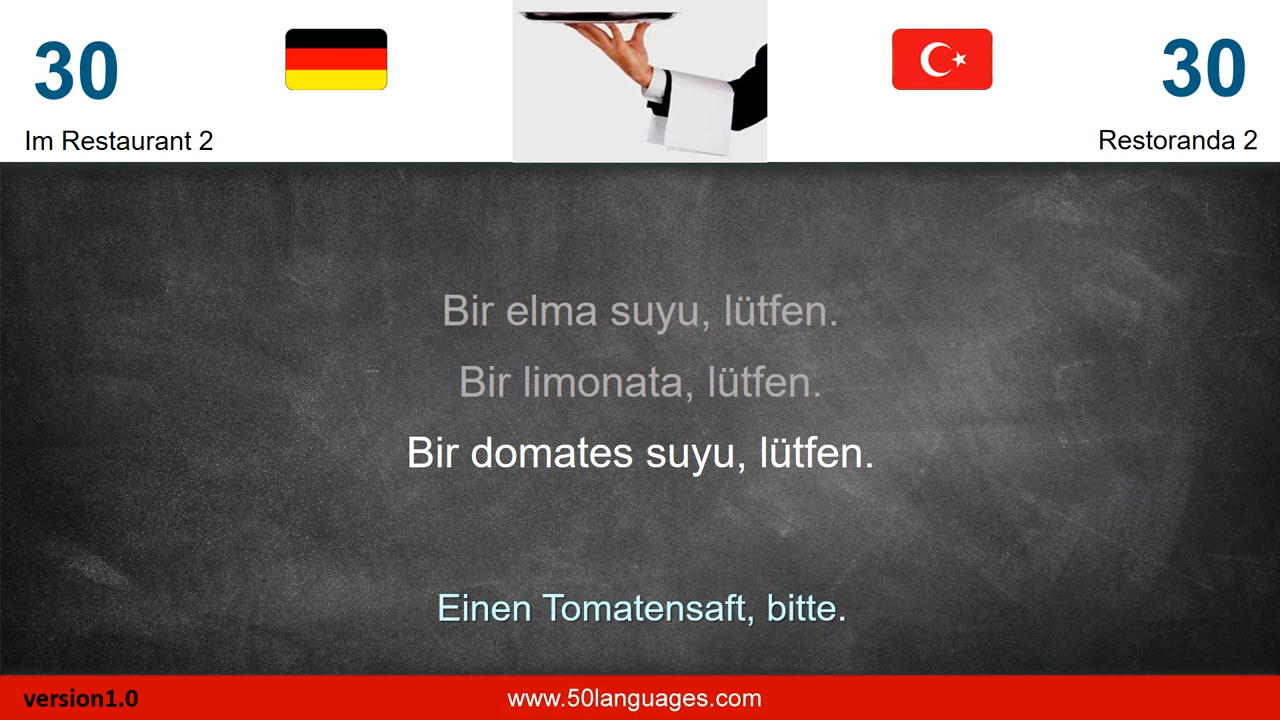 30
30
Im Restaurant 2
Restoranda 2
Bir elma suyu, lütfen.
Bir limonata, lütfen.
Bir domates suyu, lütfen.
Einen Tomatensaft, bitte.
version1.0
www.50languages.com